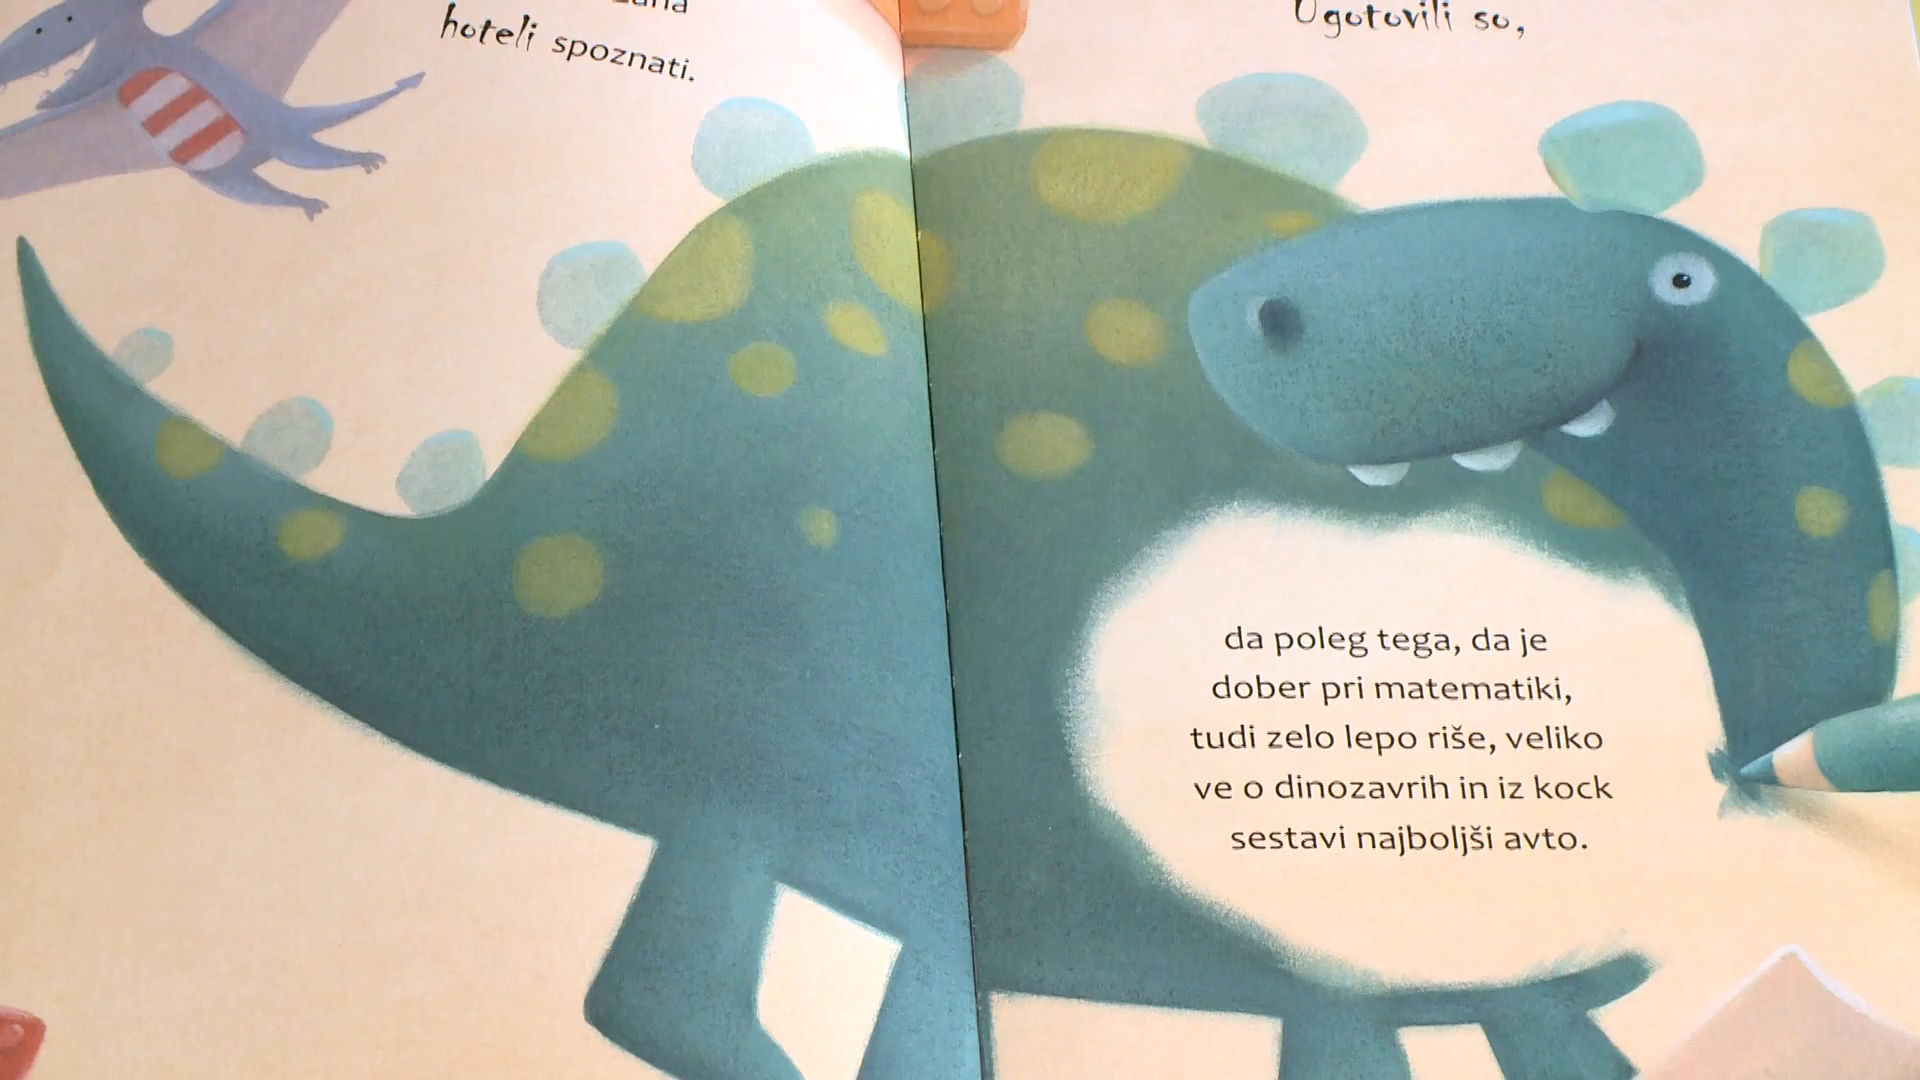 hoteli spoznati.
Ugotovili so,
da poleg tega, da je
dober pri matematiki,
tudi zelo lepo riše, veliko
ve o dinozavrih in iz kock
sestavi najboljši avto.